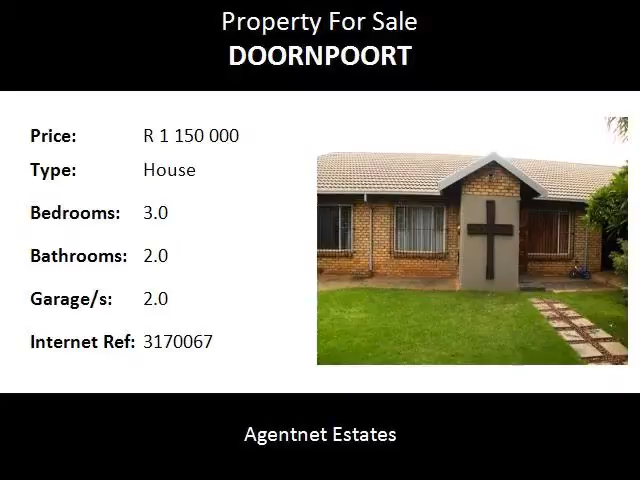 Property For Sale
DOORNPOORT
Price: R 1 150 000
Type: House
Bedrooms: 3.0
Bathrooms: 2.0
Garage/s: 2.0
Internet Ref: 3170067
Agentnet Estates